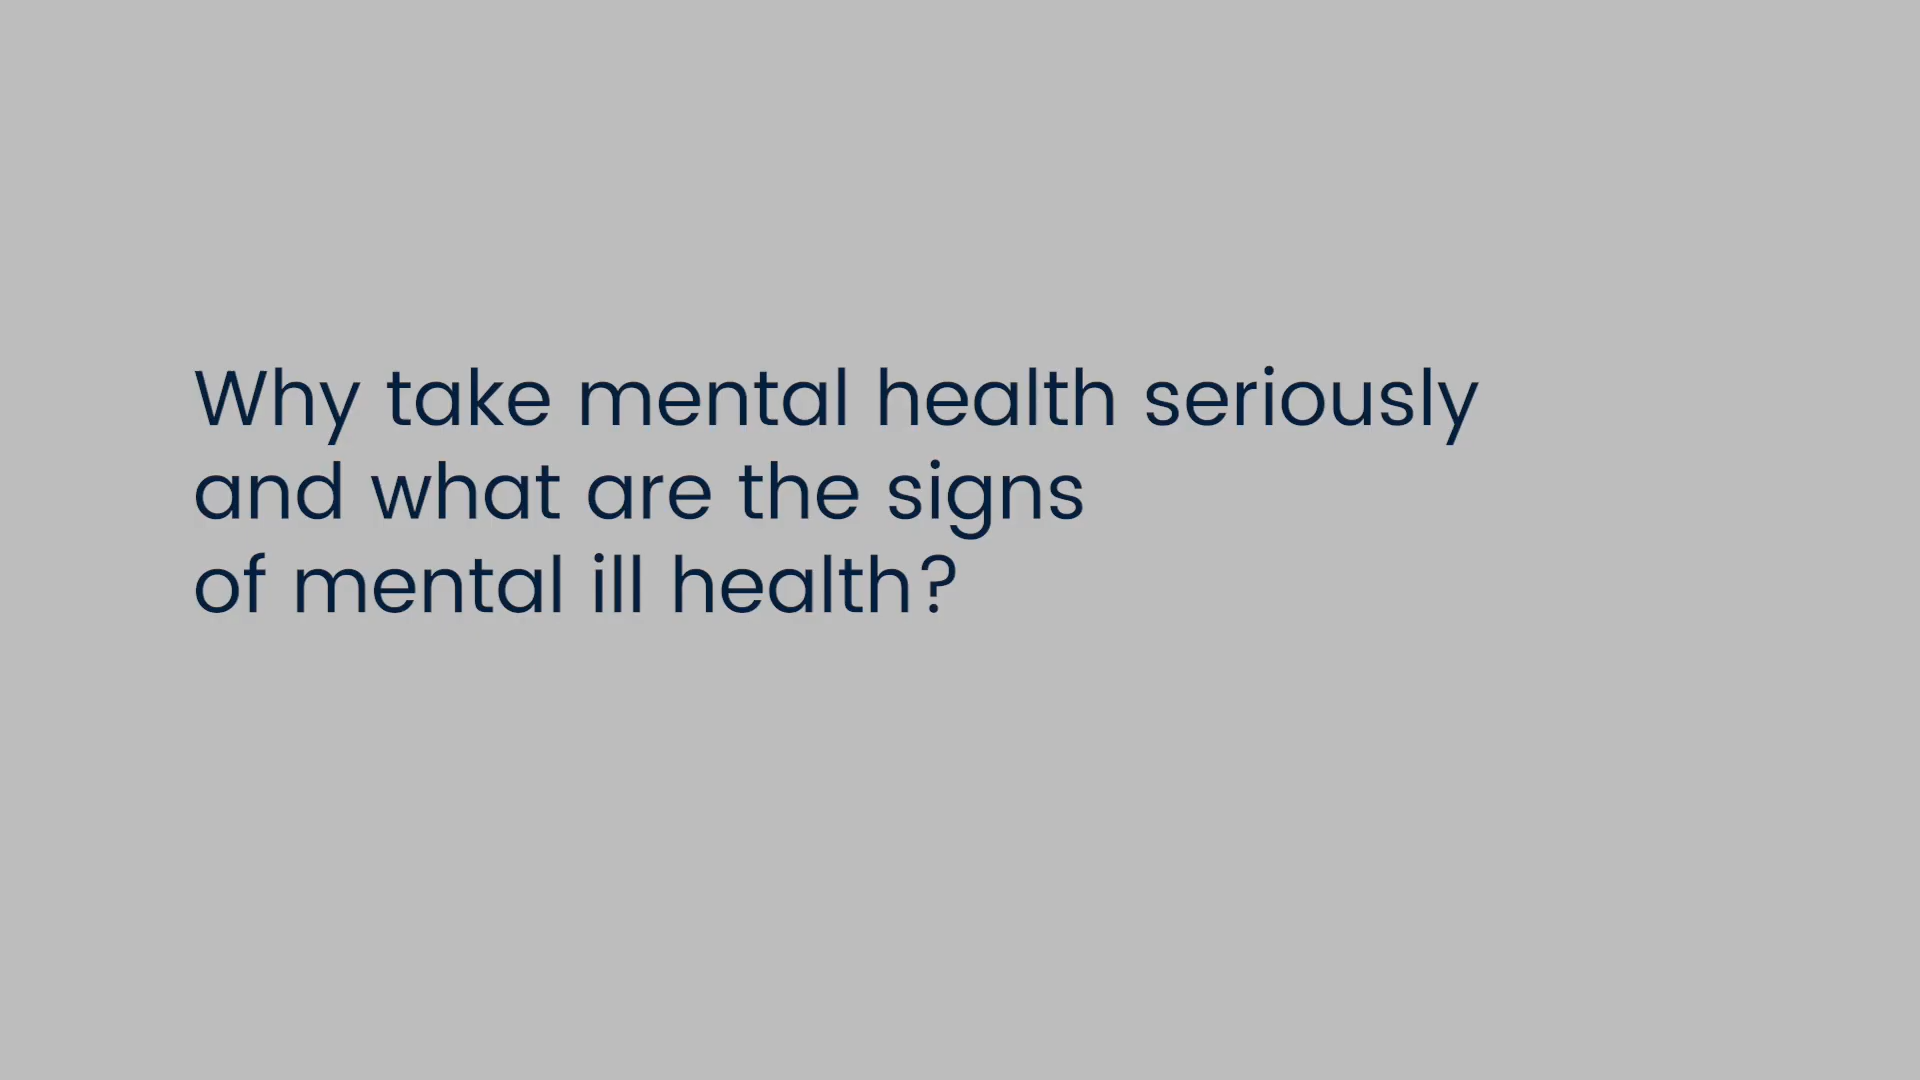 Why take mental health seriously
and what are the signs
of mental ill health?